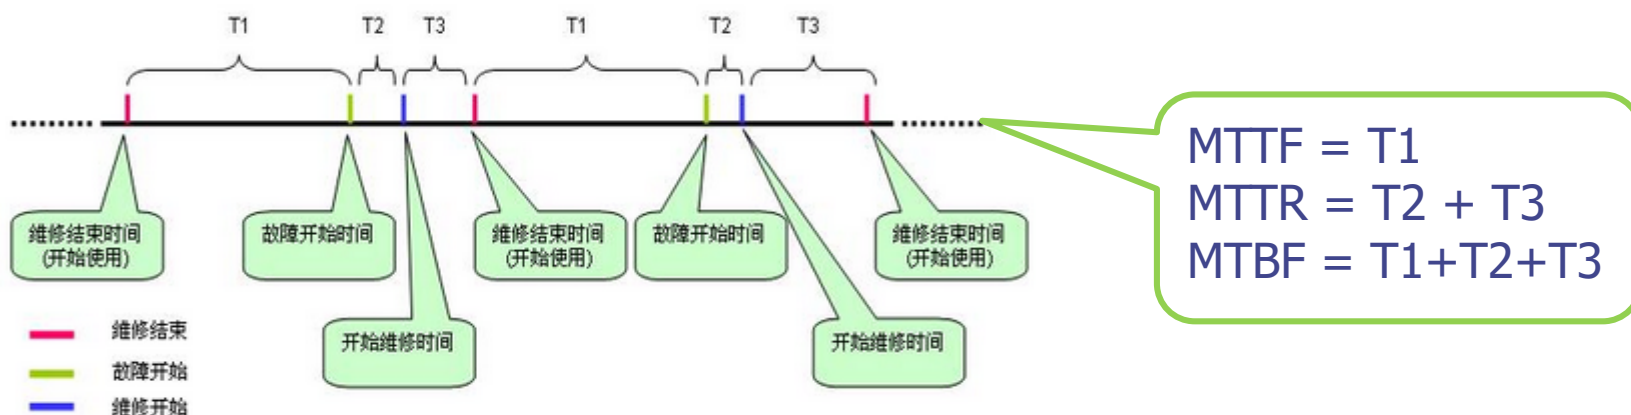 T1
T2
T3
T1
T2
T3
维修结束时间
(开始使用)
故障开始时间
维修结束时间
(开始使用)
故障开始时间
维修结束时间
(开始使用)
开始维修时间
开始维修时间
维修结束
故障开始
维修开始
MTTF = T1
MTTR = T2 + T3
MTBF = T1+T2+T3